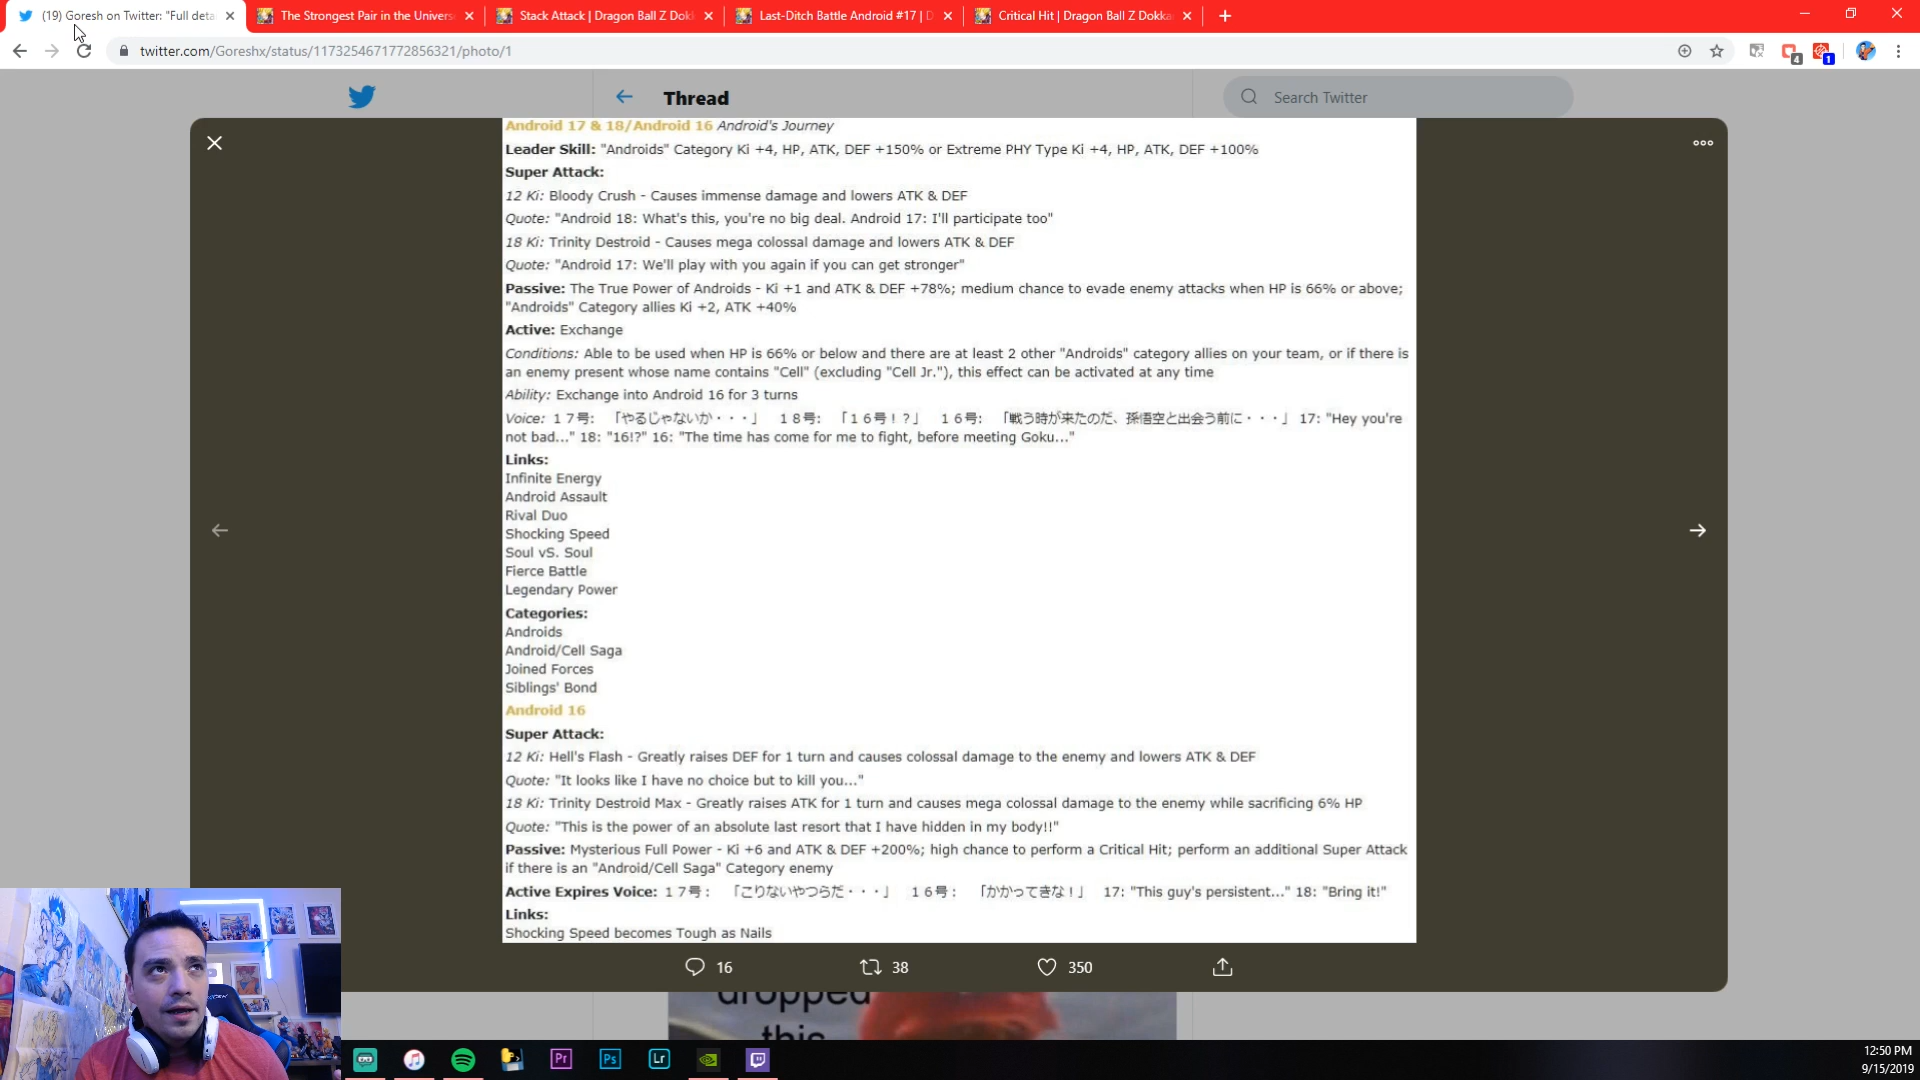 (19) Goresh on Twitter: "Full deta
The Strongest Pair in the Univers
Stack Attack | Dragon Ball Z Dokk
Last-Ditch Battle Android #17 | D
Critical Hit | Dragon Ball Z Dokka
twitter.com/Goreshx/status/1173254671772856321/photo/1
4
1
Thread
Search Twitter
Android 17 & 18/Android 16 Android's Journey
Leader Skill: "Androids" Category Ki +4, HP, ATK, DEF +150% or Extreme PHY Type Ki +4, HP, ATK, DEF +100%
Super Attack:
12 Ki: Bloody Crush - Causes immense damage and lowers ATK & DEF
Quote: "Android 18: What's this, you're no big deal. Android 17: I'll participate too"
18 Ki: Trinity Destroid - Causes mega colossal damage and lowers ATK & DEF
Quote: "Android 17: We'll play with you again if you can get stronger"
Passive: The True Power of Androids - Ki +1 and ATK & DEF +78%; medium chance to evade enemy attacks when HP is 66% or above;
"Androids" Category allies Ki +2, ATK +40%
Active: Exchange
Conditions: Able to be used when HP is 66% or below and there are at least 2 other "Androids" category allies on your team, or if there is
an enemy present whose name contains "Cell" (excluding "Cell Jr."), this effect can be activated at any time
Ability: Exchange into Android 16 for 3 turns
Voice: １７号: 「やるじゃないか・・・」 １８号: 「１６号！？」 １６号: 「戦う時が来たのだ、孫悟空と出会う前に・・・」 17: "Hey you're
not bad..." 18: "16!?" 16: "The time has come for me to fight, before meeting Goku..."
Links:
Infinite Energy
Android Assault
Rival Duo
Shocking Speed
Soul vS. Soul
Fierce Battle
Legendary Power
Categories:
Androids
Android/Cell Saga
Joined Forces
Siblings' Bond
Android 16
Super Attack:
12 Ki: Hell's Flash - Greatly raises DEF for 1 turn and causes colossal damage to the enemy and lowers ATK & DEF
Quote: "It looks like I have no choice but to kill you..."
18 Ki: Trinity Destroid Max - Greatly raises ATK for 1 turn and causes mega colossal damage to the enemy while sacrificing 6% HP
Quote: "This is the power of an absolute last resort that I have hidden in my body!!"
Passive: Mysterious Full Power - Ki +6 and ATK & DEF +200%; high chance to perform a Critical Hit; perform an additional Super Attack
if there is an "Android/Cell Saga" Category enemy
Active Expires Voice: １７号： 「こりないやつらだ・・・」 １６号： 「かかってきな！」 17: "This guy's persistent..." 18: "Bring it!"
Links:
Shocking Speed becomes Tough as Nails
16
38
350
dropped
this
Pr
Ps
Lr
12:50 PM
9/15/2019